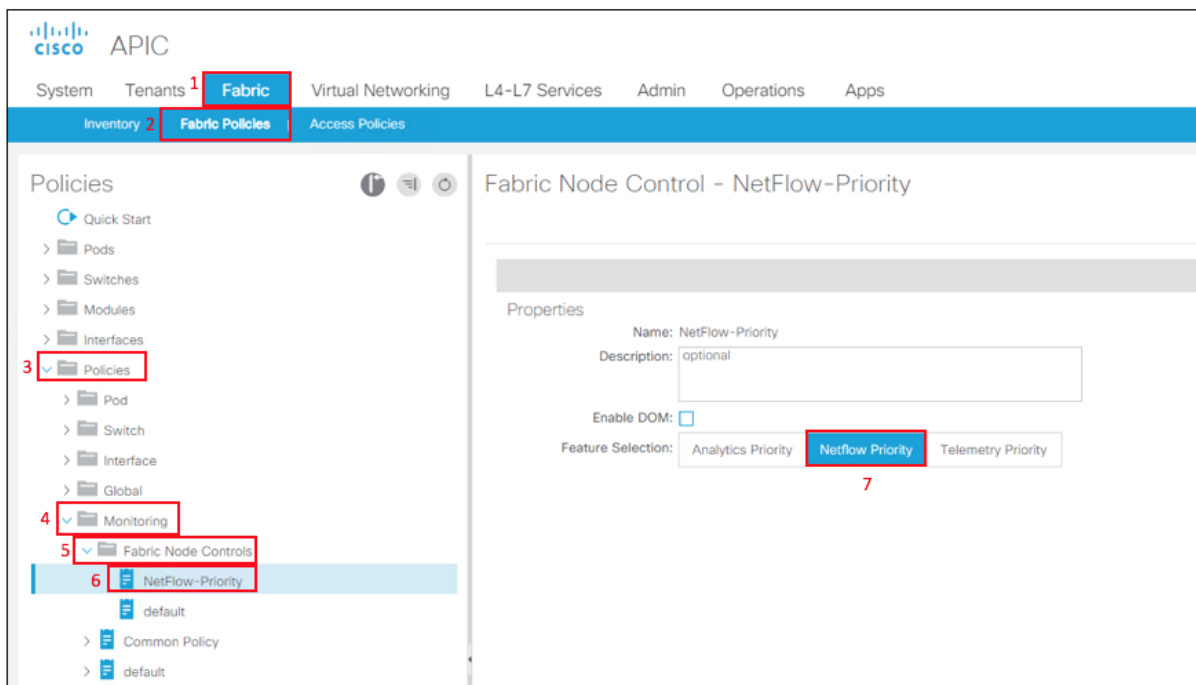 CISCO APIC
System Tenants 1 Fabric Virtual Networking L4-L7 Services Admin Operations Apps
Inventory 2 Fabric Policies Access Policies
Policies
Quick Start
Pods
Switches
Modules
Interfaces
3 Policies
Pod
Switch
Interface
Global
4 Monitoring
5 Fabric Node Controls
6 NetFlow-Priority
default
Common Policy
default
Fabric Node Control - NetFlow-Priority
Properties
Name: NetFlow-Priority
Description: optional
Enable DOM:
Feature Selection: Analytics Priority Netflow Priority Telemetry Priority
7